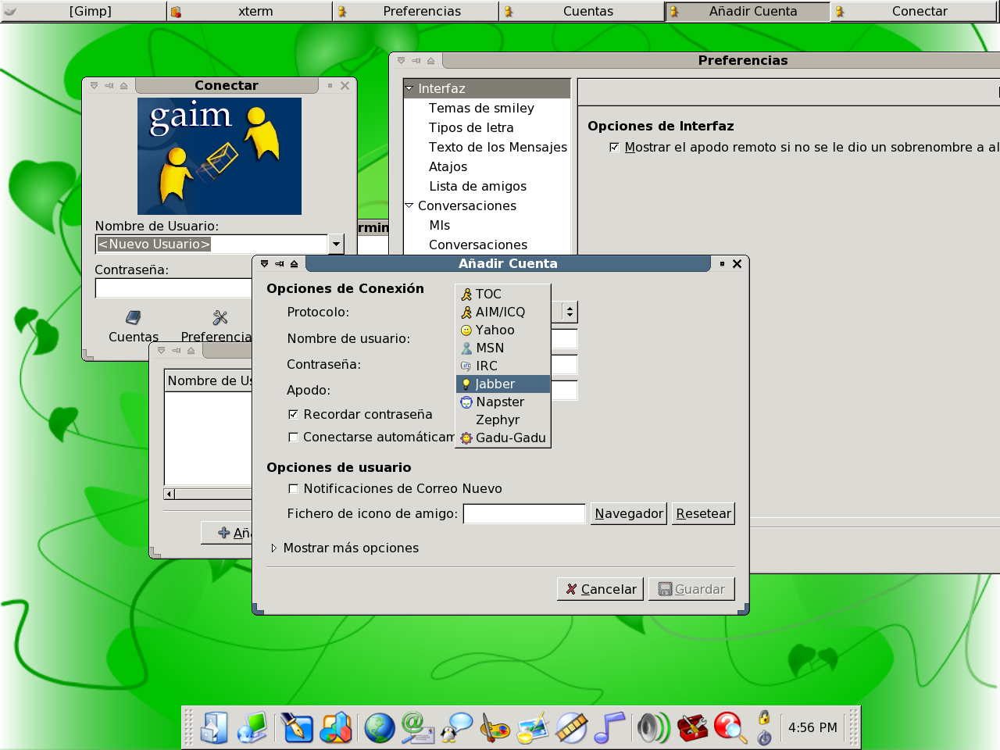 [Gimp]
xterm
Preferencias
Cuentas
Añadir Cuenta
Conectar
Preferencias
Interfaz
Temas de smiley
Tipos de letra
Texto de los Mensajes
Atajos
Lista de amigos
Conversaciones
MIs
Conversaciones
Opciones de Interfaz
Mostrar el apodo remoto si no se le dio un sobrenombre a al
Conectar
gaim
Nombre de Usuario:
<Nuevo Usuario>
Contraseña:
Cuentas
Preferencia
rmin
Nombre de Us
Aña
Añadir Cuenta
Opciones de Conexión
Protocolo:
Nombre de usuario:
Contraseña:
Apodo:
Recordar contraseña
Conectarse automáticam
TOC
AIM/ICQ
Yahoo
MSN
IRC
Jabber
Napster
Zephyr
Gadu-Gadu
Opciones de usuario
Notificaciones de Correo Nuevo
Fichero de icono de amigo:
Navegador
Resetear
Mostrar más opciones
Cancelar
Guardar
4:56 PM